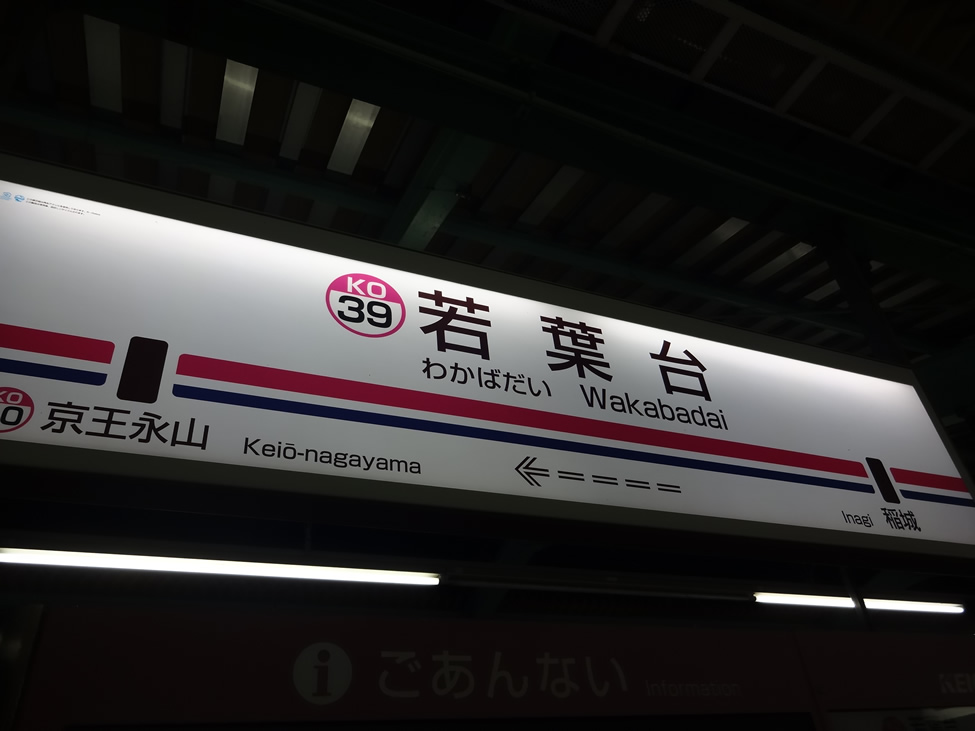 KO
39
若葉台
わかばだい Wakabadai
KO
京王永山 Keiō-nagayama
Inagi 稲城
i ごあんない Information